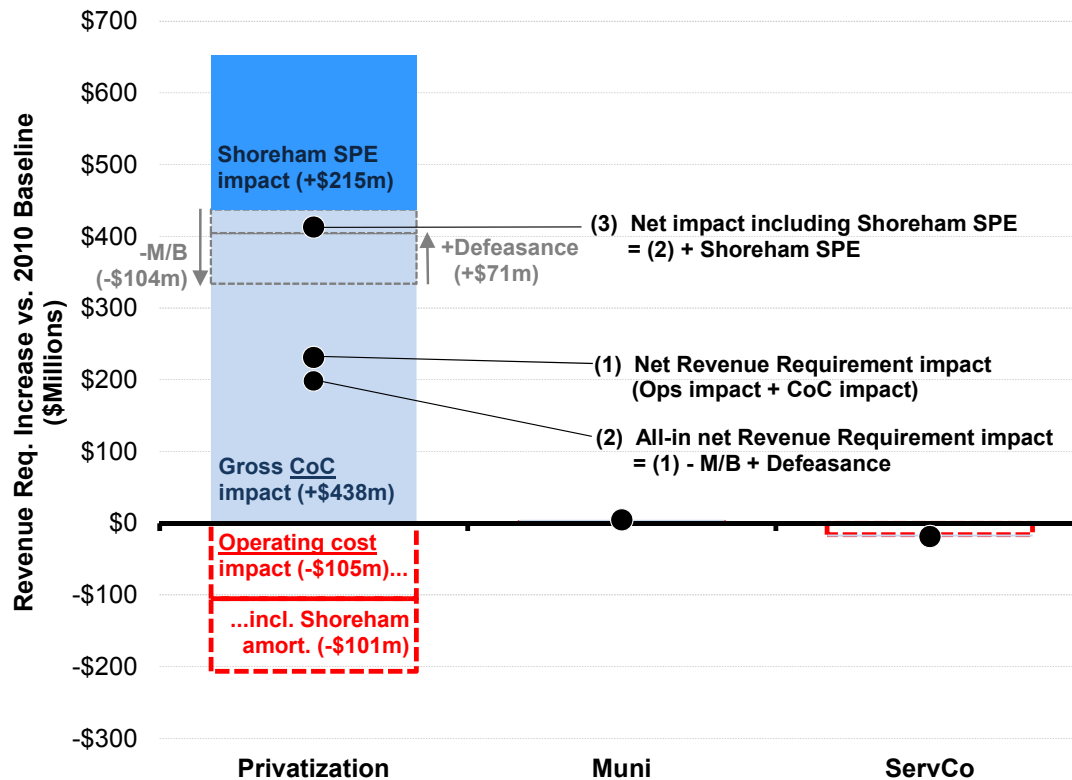 Revenue Req. Increase vs. 2010 Baseline
($Millions)
$700
$600
$500
$400
$300
$200
$100
$0
-$100
-$200
-$300
Shoreham SPE
impact (+$215m)
-M/B
(-$104m)
+Defeasance
(+$71m)
(3) Net impact including Shoreham SPE
= (2) + Shoreham SPE
(1) Net Revenue Requirement impact
(Ops impact + CoC impact)
(2) All-in net Revenue Requirement impact
= (1) - M/B + Defeasance
Gross CoC
impact (+$438m)
Operating cost
impact (-$105m)...
...incl. Shoreham
amort. (-$101m)
Privatization
Muni
ServCo